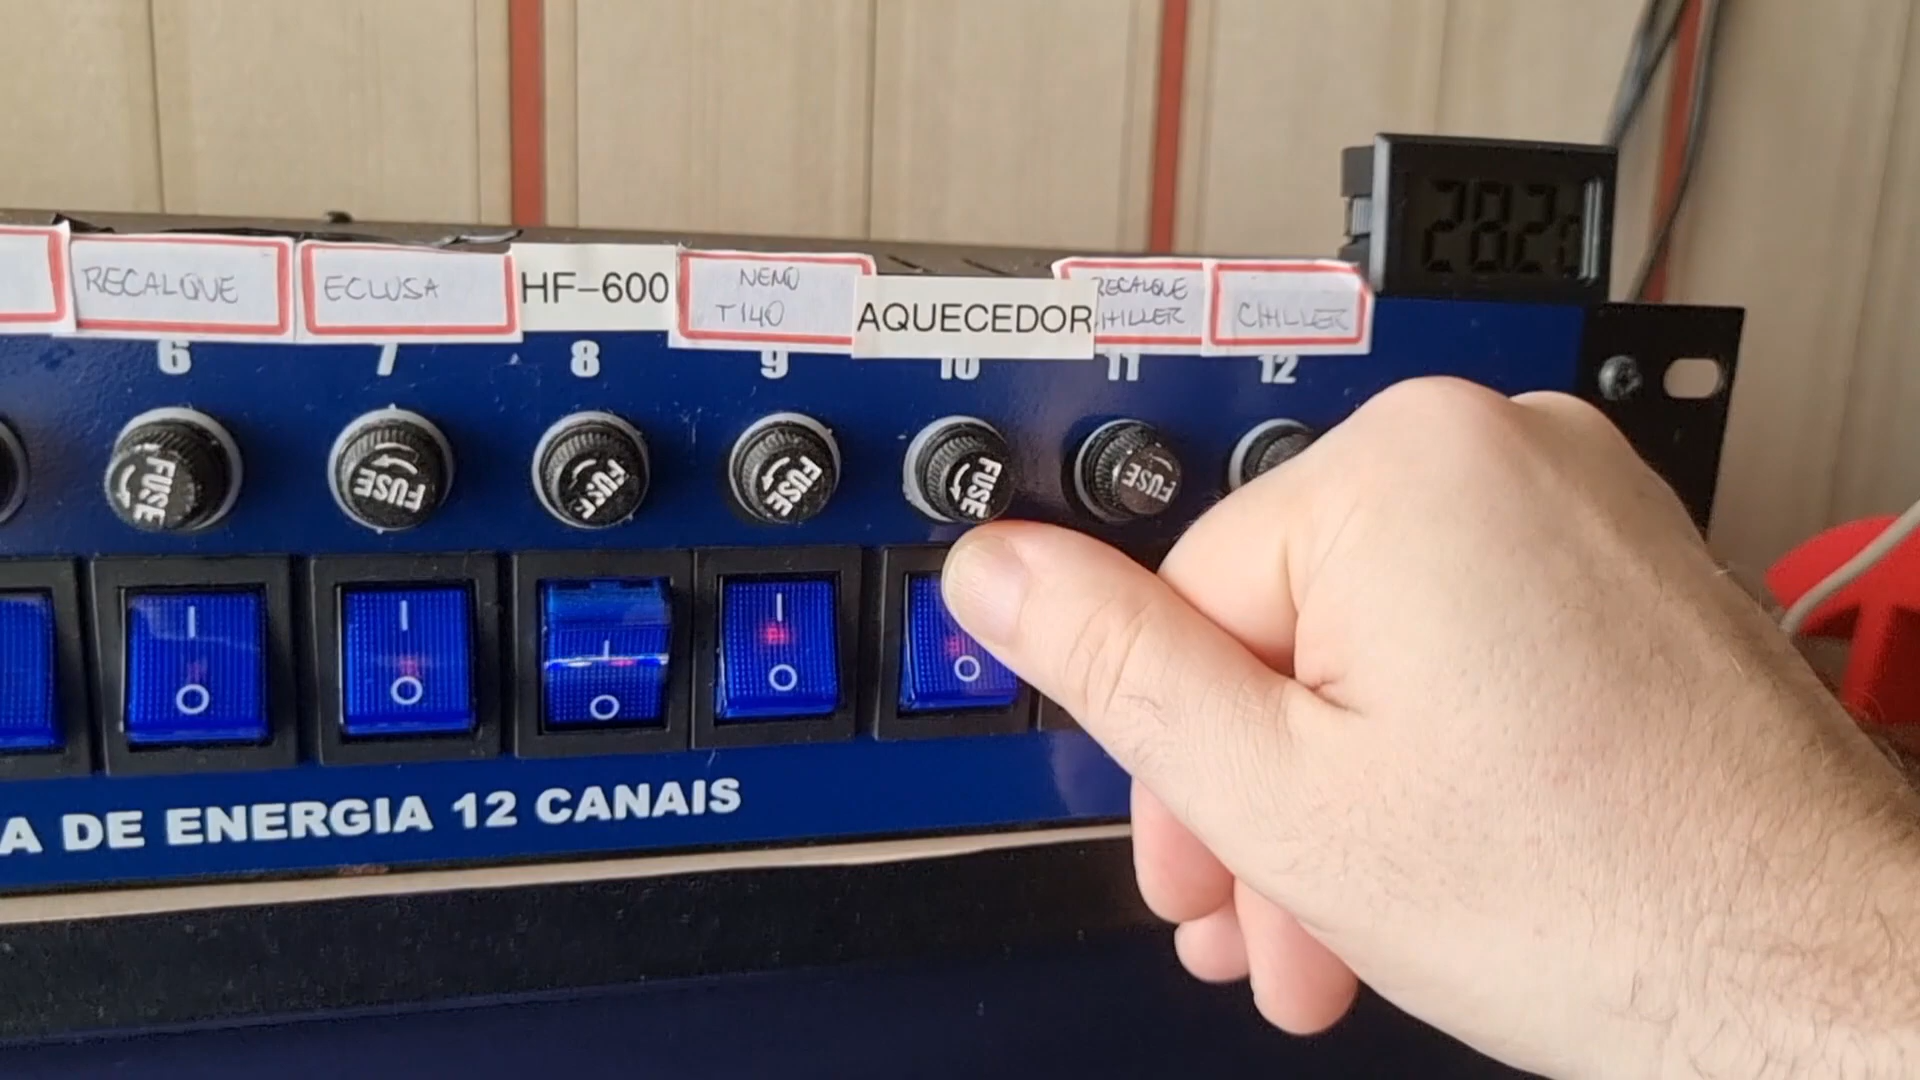 RECALQUE
ECLUSA
HF-600
NEMO
T140
AQUECEDOR
RECALQUE
CHILLER
CHILLER
28.2
6 7 8 9 10 11 12
FUSE FUSE FUSE FUSE FUSE FUSE
A DE ENERGIA 12 CANAIS